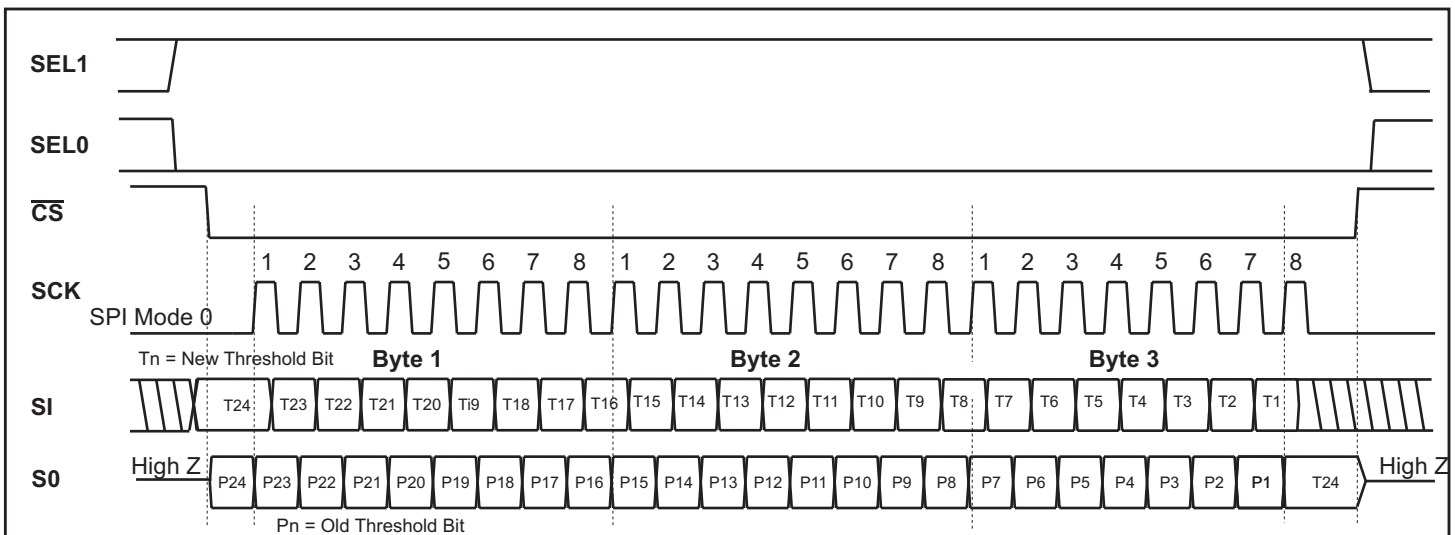 SEL1
SEL0
CS
1 2 3 4 5 6 7 8 1 2 3 4 5 6 7 8 1 2 3 4 5 6 7 8
SCK
SPI Mode 0
Tn = New Threshold Bit Byte 1 Byte 2 Byte 3
SI T24 T23 T22 T21 T20 Ti9 T18 T17 T16 T15 T14 T13 T12 T11 T10 T9 T8 T7 T6 T5 T4 T3 T2 T1
High Z High Z
S0 P24 P23 P22 P21 P20 P19 P18 P17 P16 P15 P14 P13 P12 P11 P10 P9 P8 P7 P6 P5 P4 P3 P2 P1 T24
Pn = Old Threshold Bit